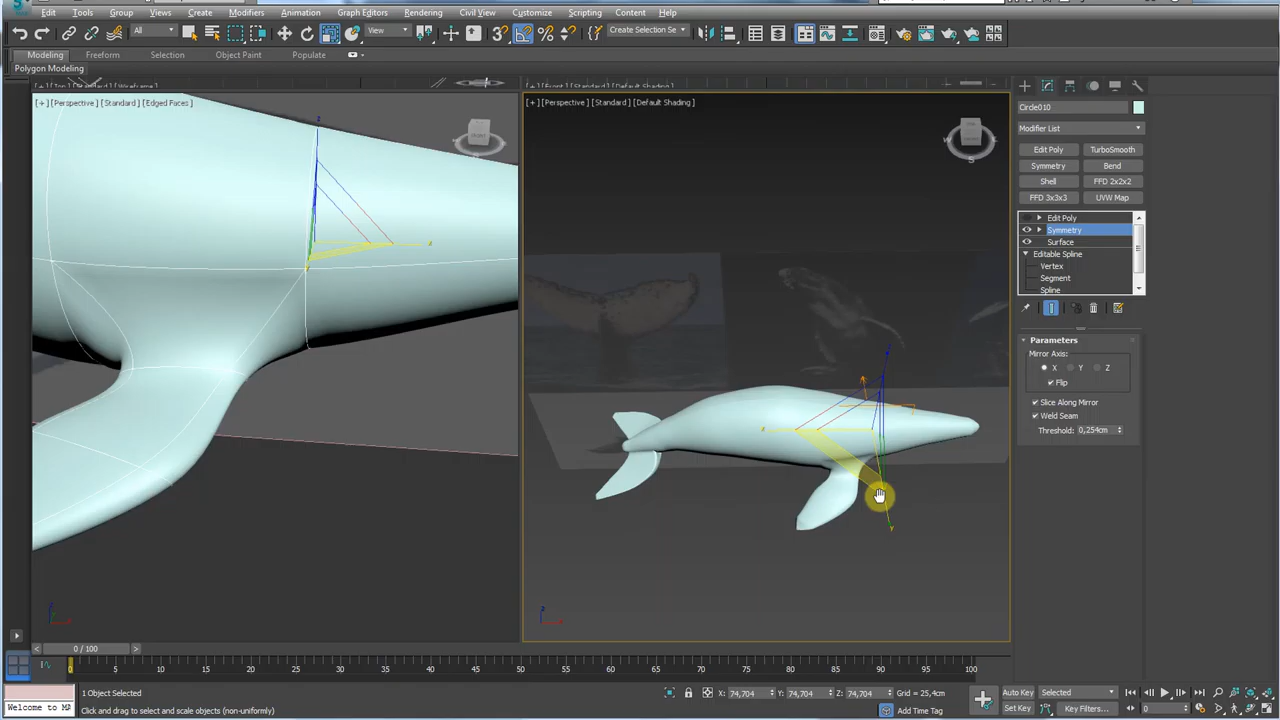 Edit Tools Group Views Create Modifiers Animation Graph Editors Rendering Civil View Customize Scripting Content Help
All View Create Selection Se
Modeling Freeform Selection Object Paint Populate
Polygon Modeling
[+] [Perspective] [Standard] [Edged Faces]
[+] [Perspective] [Standard] [Default Shading]
Circle010
Modifier List
Edit Poly TurboSmooth
Symmetry Bend
Shell FFD 2x2x2
FFD 3x3x3 UVW Map
Edit Poly
Symmetry
Surface
Editable Spline
Vertex
Segment
Spline
Parameters
Mirror Axis:
X Y Z
Flip
Slice Along Mirror
Weld Seam
Threshold: 0,254cm
0 / 100
0 5 10 15 20 25 30 35 40 45 50 55 60 65 70 75 80 85 90 95 100
1 Object Selected X: 74,704 Y: 74,704 Z: 74,704 Grid = 25,4cm Auto Key Selected
Welcome to MA Click and drag to select and scale objects (non-uniformly) Add Time Tag Set Key Key Filters... 0